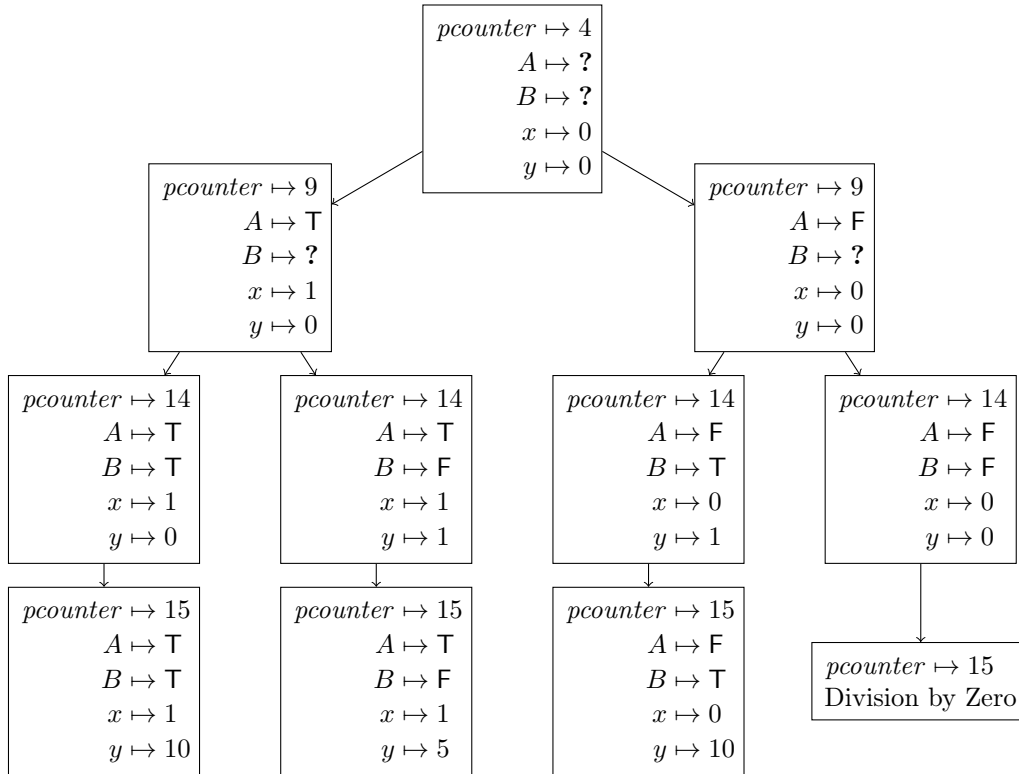 pcounter ↦ 4
A ↦ ?
B ↦ ?
x ↦ 0
y ↦ 0
pcounter ↦ 9
A ↦ T
B ↦ ?
x ↦ 1
y ↦ 0
pcounter ↦ 9
A ↦ F
B ↦ ?
x ↦ 0
y ↦ 0
pcounter ↦ 14
A ↦ T
B ↦ T
x ↦ 1
y ↦ 0
pcounter ↦ 14
A ↦ T
B ↦ F
x ↦ 1
y ↦ 1
pcounter ↦ 14
A ↦ F
B ↦ T
x ↦ 0
y ↦ 1
pcounter ↦ 14
A ↦ F
B ↦ F
x ↦ 0
y ↦ 0
pcounter ↦ 15
A ↦ T
B ↦ T
x ↦ 1
y ↦ 10
pcounter ↦ 15
A ↦ T
B ↦ F
x ↦ 1
y ↦ 5
pcounter ↦ 15
A ↦ F
B ↦ T
x ↦ 0
y ↦ 10
pcounter ↦ 15
Division by Zero